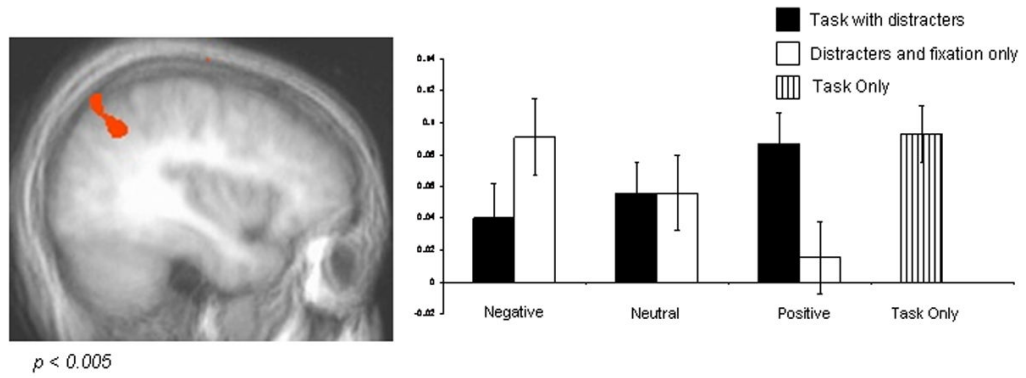 Task with distracters
Distracters and fixation only
Task Only
0.14
0.12
0.1
0.08
0.06
0.04
0.02
0
-0.02
Negative Neutral Positive Task Only
p < 0.005